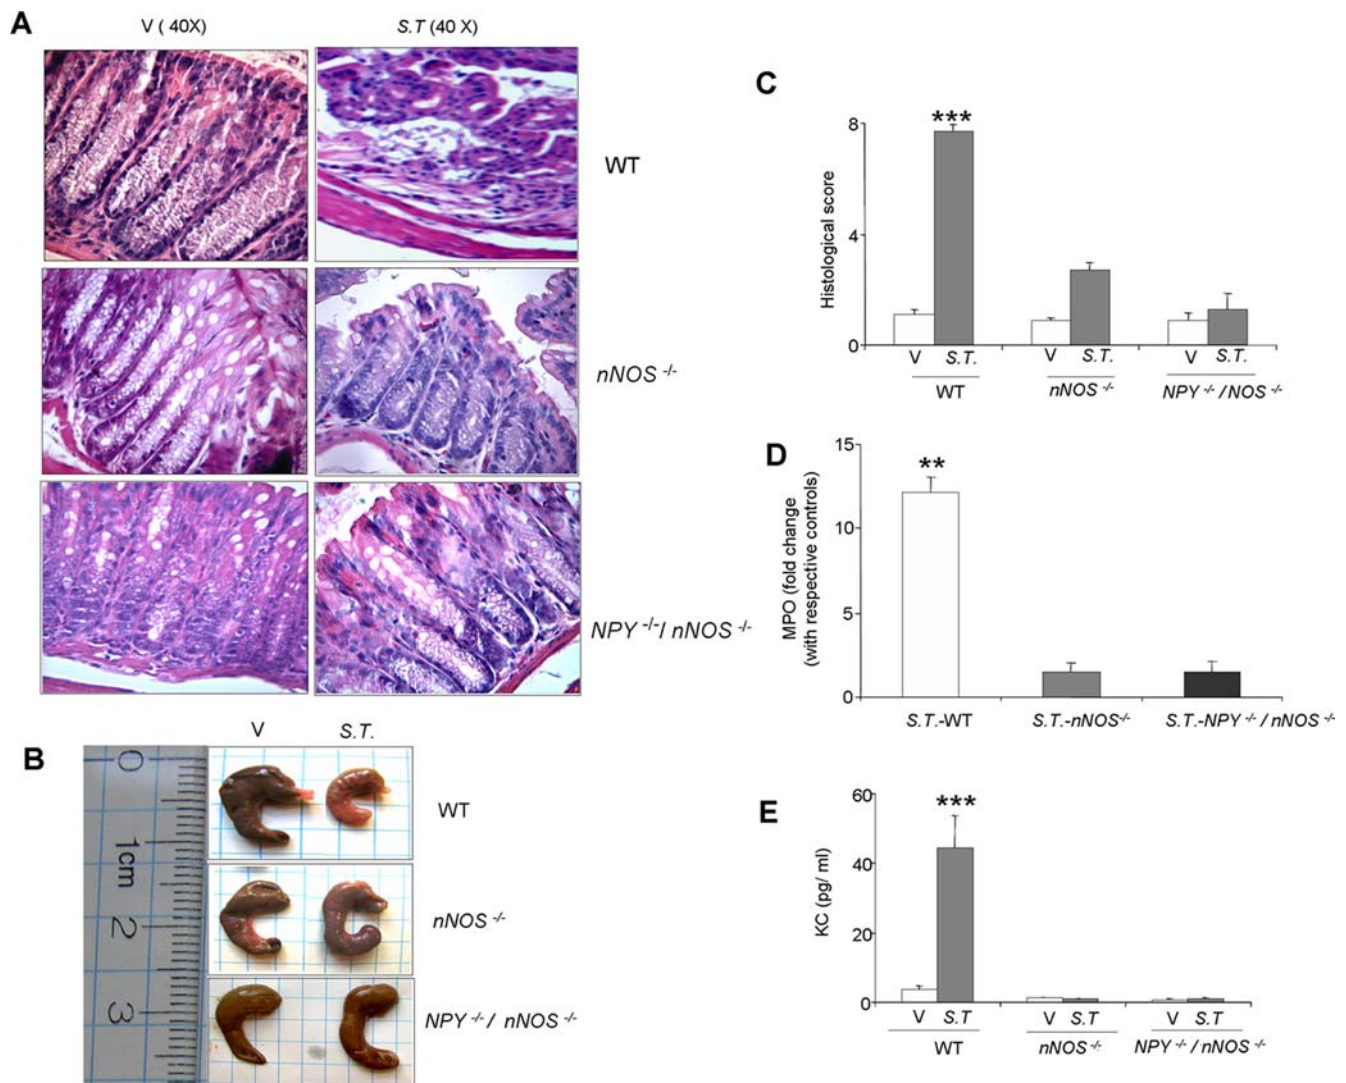 A
V ( 40X)
S.T (40 X)
WT
nNOS -/-
NPY -/-/ nNOS -/-
B
V
S.T.
0
1cm
2
3
WT
nNOS -/-
NPY -/-/ nNOS -/-
C
Histological score
8
4
0
***
V S.T. V S.T. V S.T.
WT nNOS -/- NPY -/- /NOS -/-
D
MPO (fold change
(with respective controls)
15
10
5
0
**
S.T.-WT S.T.-nNOS-/- S.T.-NPY -/- / nNOS -/-
E
KC (pg/ ml)
60
40
20
0
***
V S.T V S.T V S.T
WT nNOS-/- NPY -/- / nNOS -/-